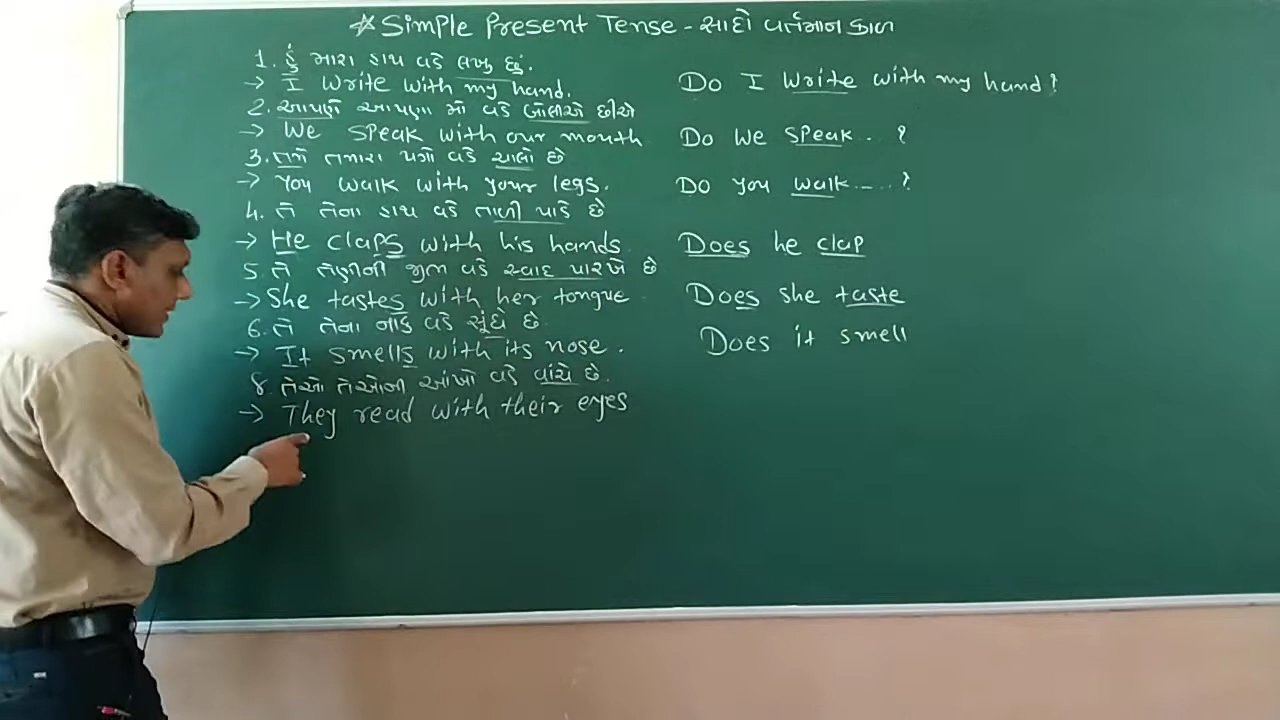 ☆ Simple Present Tense - સાદો વર્તમાન કાળ
1. હું મારા હાથ વડે લખુ છું.
→ I write with my hand. Do I write with my hand?
2. આપણે આપણા મોં વડે બોલીએ છીએ
→ We speak with our mouth Do we speak...?
3. તમે તમારા પગો વડે ચાલો છે
→ You walk with your legs. Do you walk....?
4. તે તેના હાથ વડે તાળી પાડે છે
→ He claps with his hands. Does he clap
5 તે તેણીની જીભ વડે સ્વાદ પારખે છે
→ She tastes with her tongue. Does she taste
6. તે તેના નાક વડે સૂંઘે છે.
→ It smells with its nose. Does it smell
8. તેઓ તેઓની આંખો વડે વાંચે છે.
→ They read with their eyes